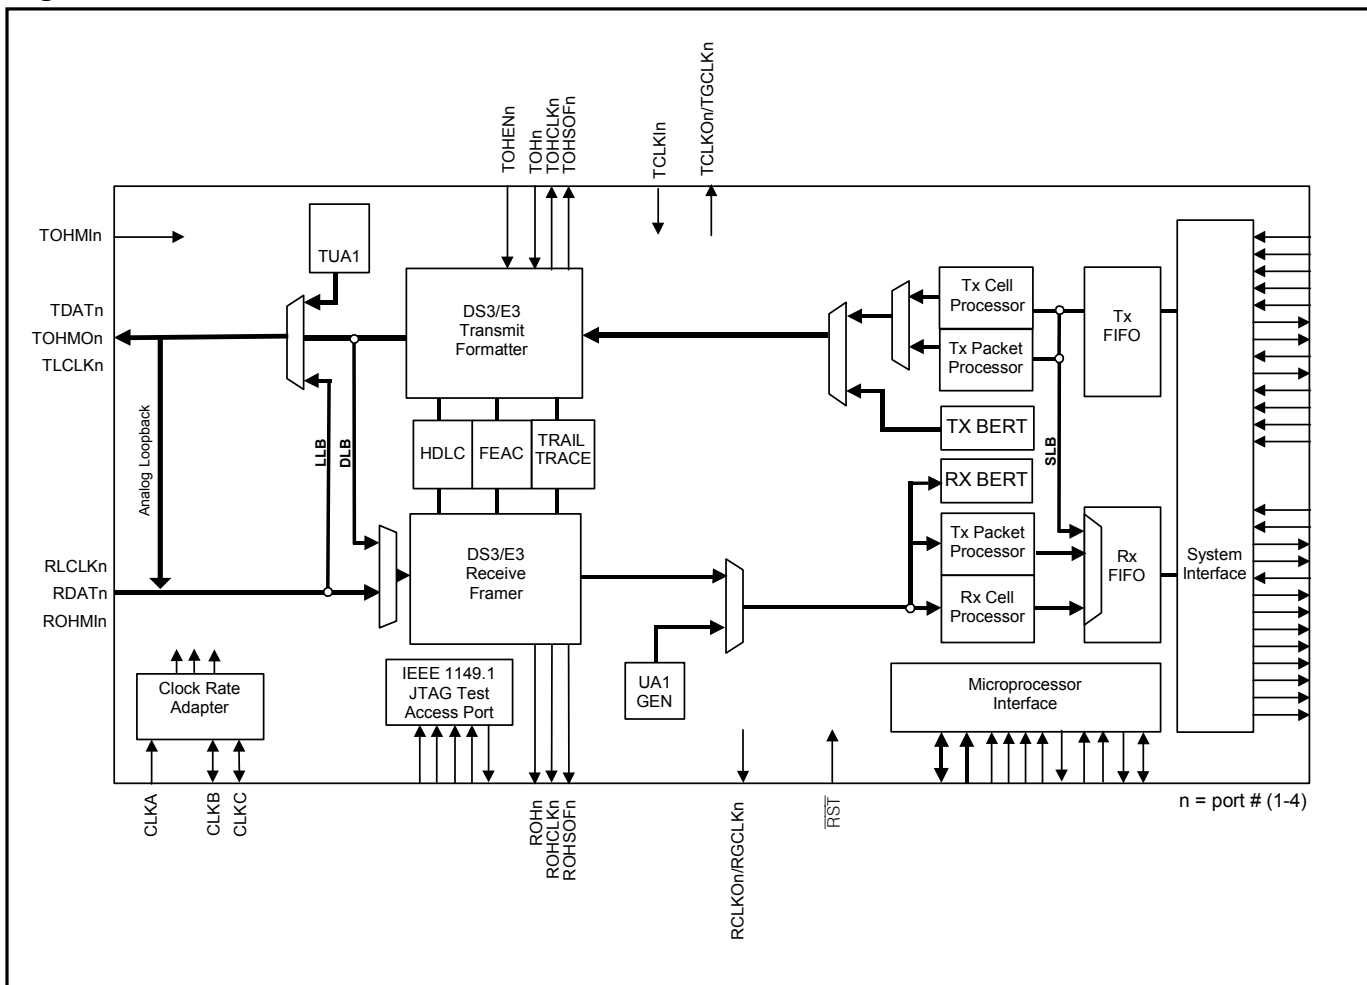 TOHENn
TOHn
TOHCLKn
TOHSOFn
TCLKIn
TCLKOn/TGCLKn
TOHMIn
TUA1
TDATn
TOHMOn
TLCLKn
DS3/E3
Transmit
Formatter
Tx Cell
Processor
Tx Packet
Processor
Tx
FIFO
TX BERT
Analog Loopback
LLB
DLB
HDLC
FEAC
TRAIL
TRACE
SLB
RX BERT
RLCLKn
RDATn
ROHMIn
DS3/E3
Receive
Framer
Tx Packet
Processor
Rx Cell
Processor
Rx
FIFO
System
Interface
Clock Rate
Adapter
IEEE 1149.1
JTAG Test
Access Port
UA1
GEN
Microprocessor
Interface
CLKA
CLKB
CLKC
ROHn
ROHCLKn
ROHSOFn
RCLKOn/RGCLKn
RST
n = port # (1-4)